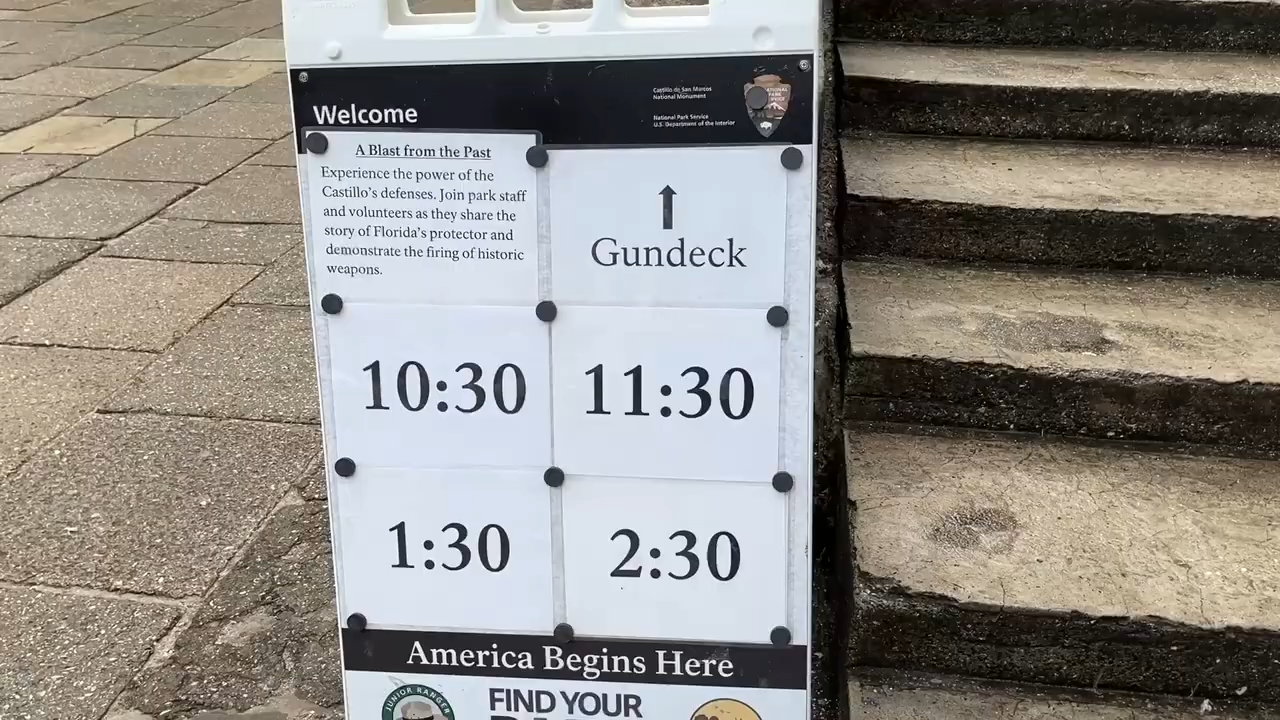 Welcome
Castillo de San Marcos
National Monument
National Park Service
U.S. Department of the Interior
NATIONAL
PARK
SERVICE
A Blast from the Past
Experience the power of the
Castillo's defenses. Join park staff
and volunteers as they share the
story of Florida's protector and
demonstrate the firing of historic
weapons.
↑
Gundeck
10:30
11:30
1:30
2:30
America Begins Here
JUNIOR RANGER
FIND YOUR